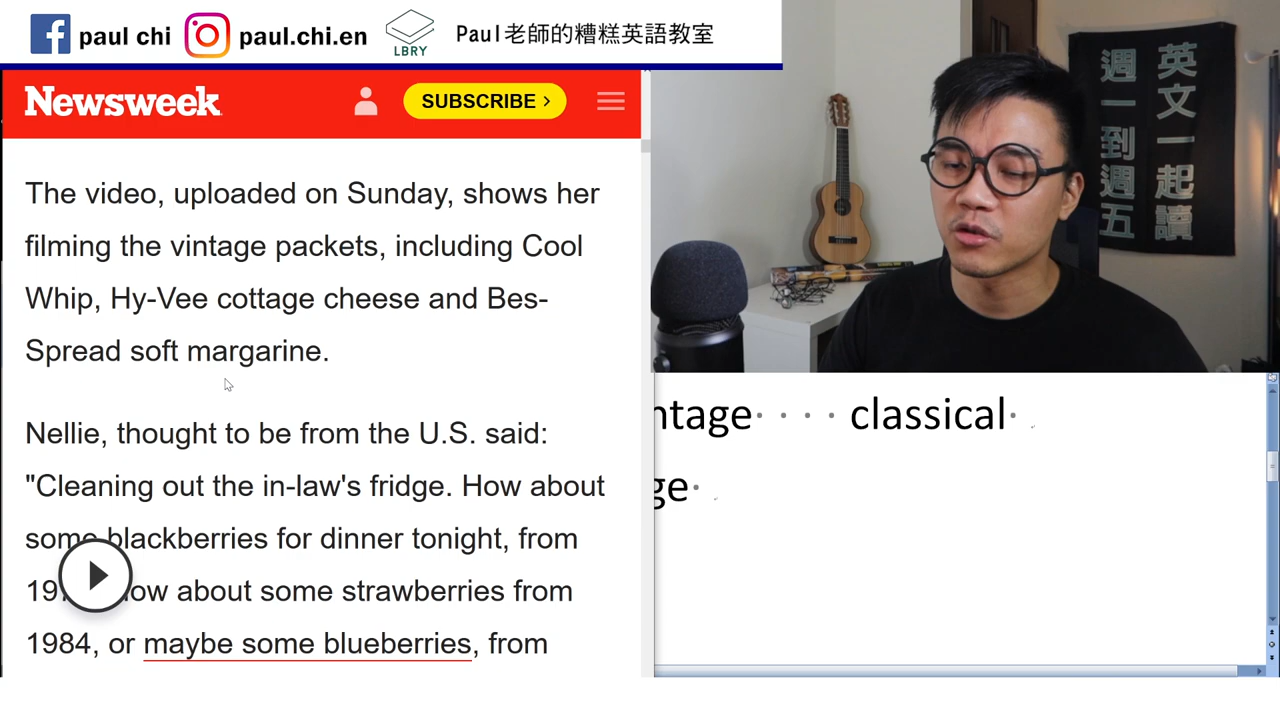 paul chi
paul.chi.en
LBRY
Paul老師的糟糕英語教室
Newsweek
SUBSCRIBE
The video, uploaded on Sunday, shows her
filming the vintage packets, including Cool
Whip, Hy-Vee cottage cheese and Bes-
Spread soft margarine.
Nellie, thought to be from the U.S. said:
"Cleaning out the in-law's fridge. How about
some blackberries for dinner tonight, from
how about some strawberries from
1984, or maybe some blueberries, from
英文一起讀
週一到週五
ntage classical
ge